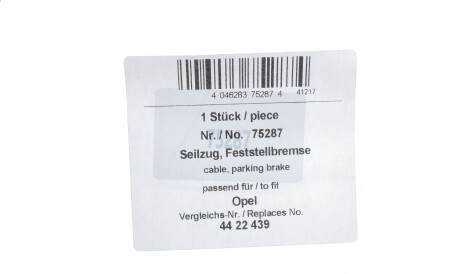 4 046283 75287 4 41217
1 Stück / piece
Nr. / No. 75287
Seilzug, Feststellbremse
cable, parking brake
passend für / to fit
Opel
Vergleichs-Nr. / Replaces No.
44 22 439
75287